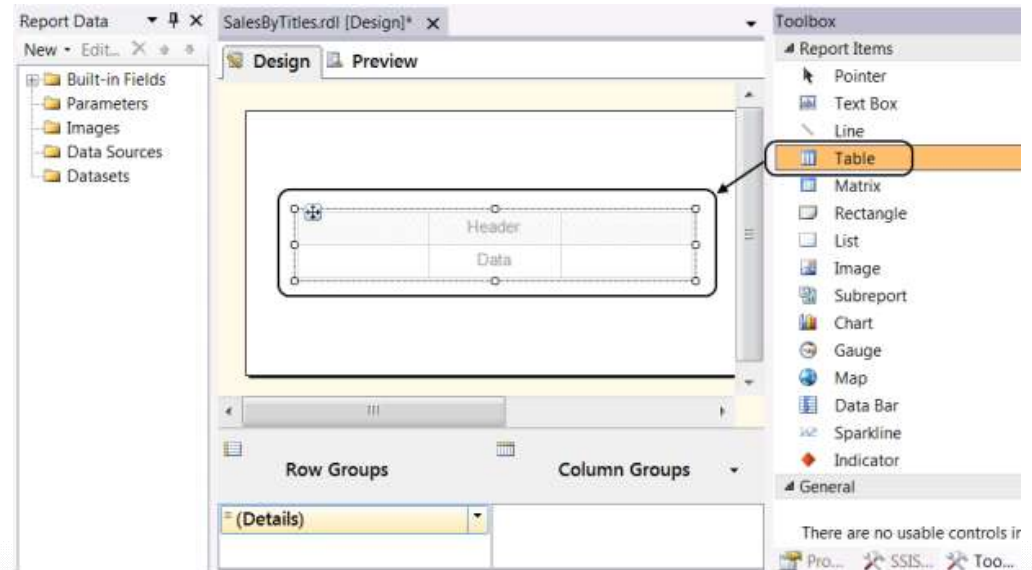 Report Data
New Edit...
Built-in Fields
Parameters
Images
Data Sources
Datasets
SalesByTitles.rdl [Design]*
Design Preview
Header
Data
Row Groups
Column Groups
(Details)
Toolbox
Report Items
Pointer
Text Box
Line
Table
Matrix
Rectangle
List
Image
Subreport
Chart
Gauge
Map
Data Bar
Sparkline
Indicator
General
There are no usable controls in
Pro... SSIS... Too...